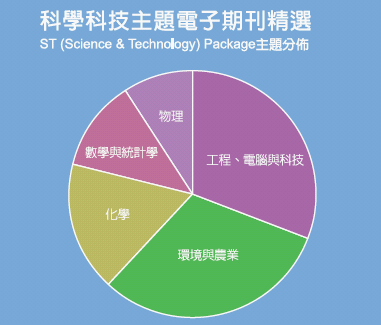 科學科技主題電子期刊精選
ST (Science & Technology) Package主題分佈
物理
數學與統計學
工程、電腦與科技
化學
環境與農業